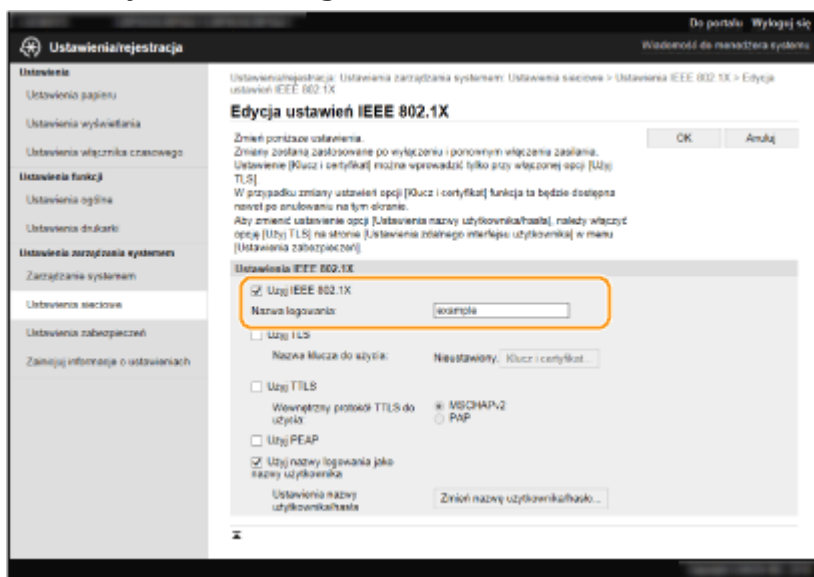 Do portalu Wyloguj się
Ustawienia/rejestracja
Wiadomość do menedżera systemu
Ustawienia
Ustawienia papieru
Ustawienia wyświetlania
Ustawienia włącznika czasowego
Ustawienia funkcji
Ustawienia ogólne
Ustawienia drukarki
Ustawienia zarządzania systemem
Zarządzanie systemem
Ustawienia sieciowe
Ustawienia zabezpieczeń
Zainicjuj informacje o ustawieniach
Ustawienia/rejestracja: Ustawienia zarządzania systemem: Ustawienia sieciowe > Ustawienia IEEE 802.1X > Edycja
ustawień IEEE 802.1X
Edycja ustawień IEEE 802.1X
OK Anuluj
Zmień poniższe ustawienia.
Zmiany zostaną zastosowane po wyłączeniu i ponownym włączeniu zasilania.
Ustawienie [Klucz i certyfikat] można wprowadzić tylko przy włączonej opcji [Użyj
TLS].
W przypadku zmiany ustawień opcji [Klucz i certyfikat] funkcja ta będzie dostępna
nawet po anulowaniu na tym ekranie.
Aby zmienić ustawienie opcji [Ustawienia nazwy użytkownika/hasła], należy włączyć
opcję [Użyj TLS] na stronie [Ustawienia zdalnego interfejsu użytkownika] w menu
[Ustawienia zabezpieczeń].
Ustawienia IEEE 802.1X
Użyj IEEE 802.1X
Nazwa logowania: example
Użyj TLS
Nazwa klucza do użycia: Nieustawiony. Klucz i certyfikat...
Użyj TTLS
Wewnętrzny protokół TTLS do
użycia:
MSCHAPv2
PAP
Użyj PEAP
Użyj nazwy logowania jako
nazwy użytkownika
Ustawienia nazwy
użytkownika/hasła
Zmień nazwę użytkownika/hasło...